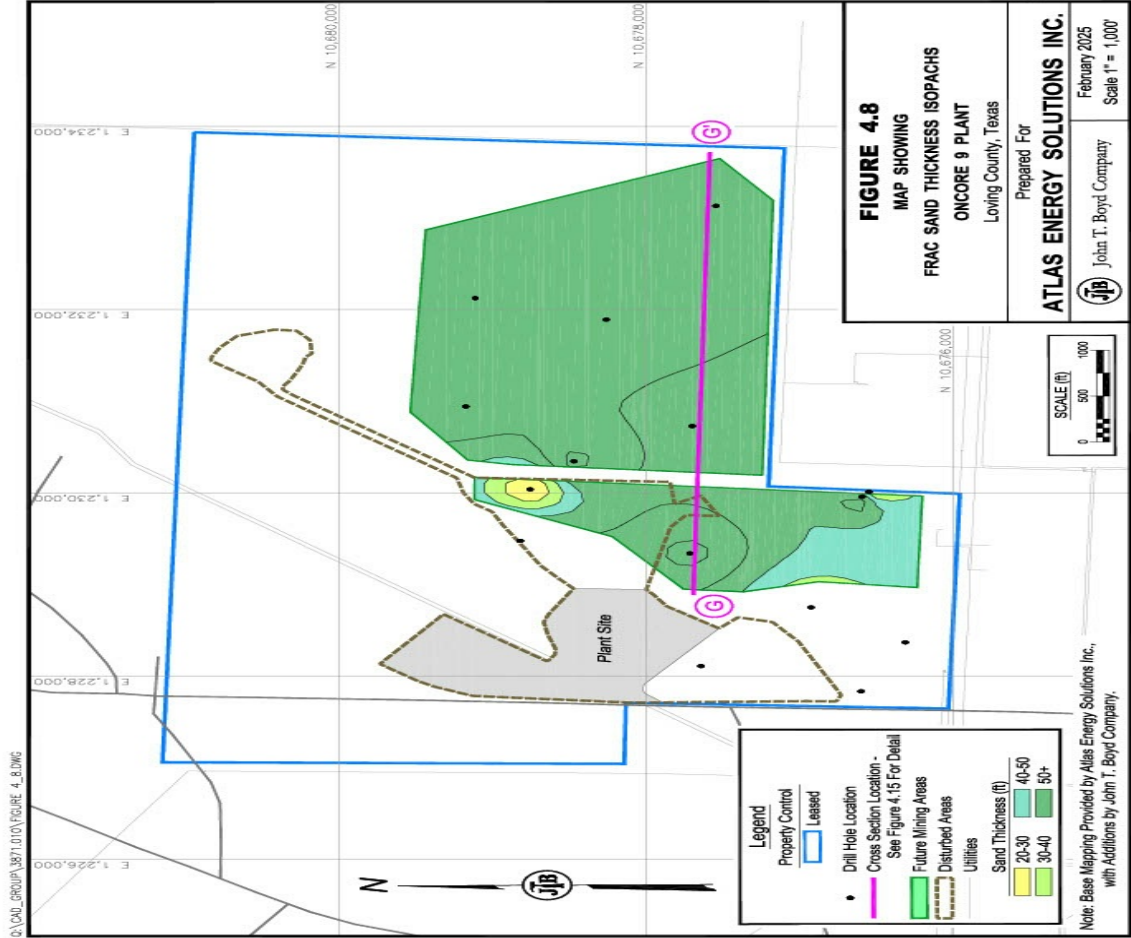 Q:\CAD_GROUP\3871.010\FIGURE 4_8.DWG
E 1,226,000
E 1,228,000
E 1,230,000
E 1,232,000
E 1,234,000
N 10,680,000
N 10,678,000
N 10,676,000
Plant Site
G
G'
N
JTB
Legend
Property Control
Leased
Drill Hole Location
Cross Section Location -
See Figure 4.15 For Detail
Future Mining Areas
Disturbed Areas
Utilities
Sand Thickness (ft)
20-30
40-50
30-40
50+
Note: Base Mapping Provided by Atlas Energy Solutions Inc.,
with Additions by John T. Boyd Company.
SCALE (ft)
0 500 1000
FIGURE 4.8
MAP SHOWING
FRAC SAND THICKNESS ISOPACHS
ONCORE 9 PLANT
Loving County, Texas
Prepared For
ATLAS ENERGY SOLUTIONS INC.
JTB John T. Boyd Company
February 2025
Scale 1" = 1,000'